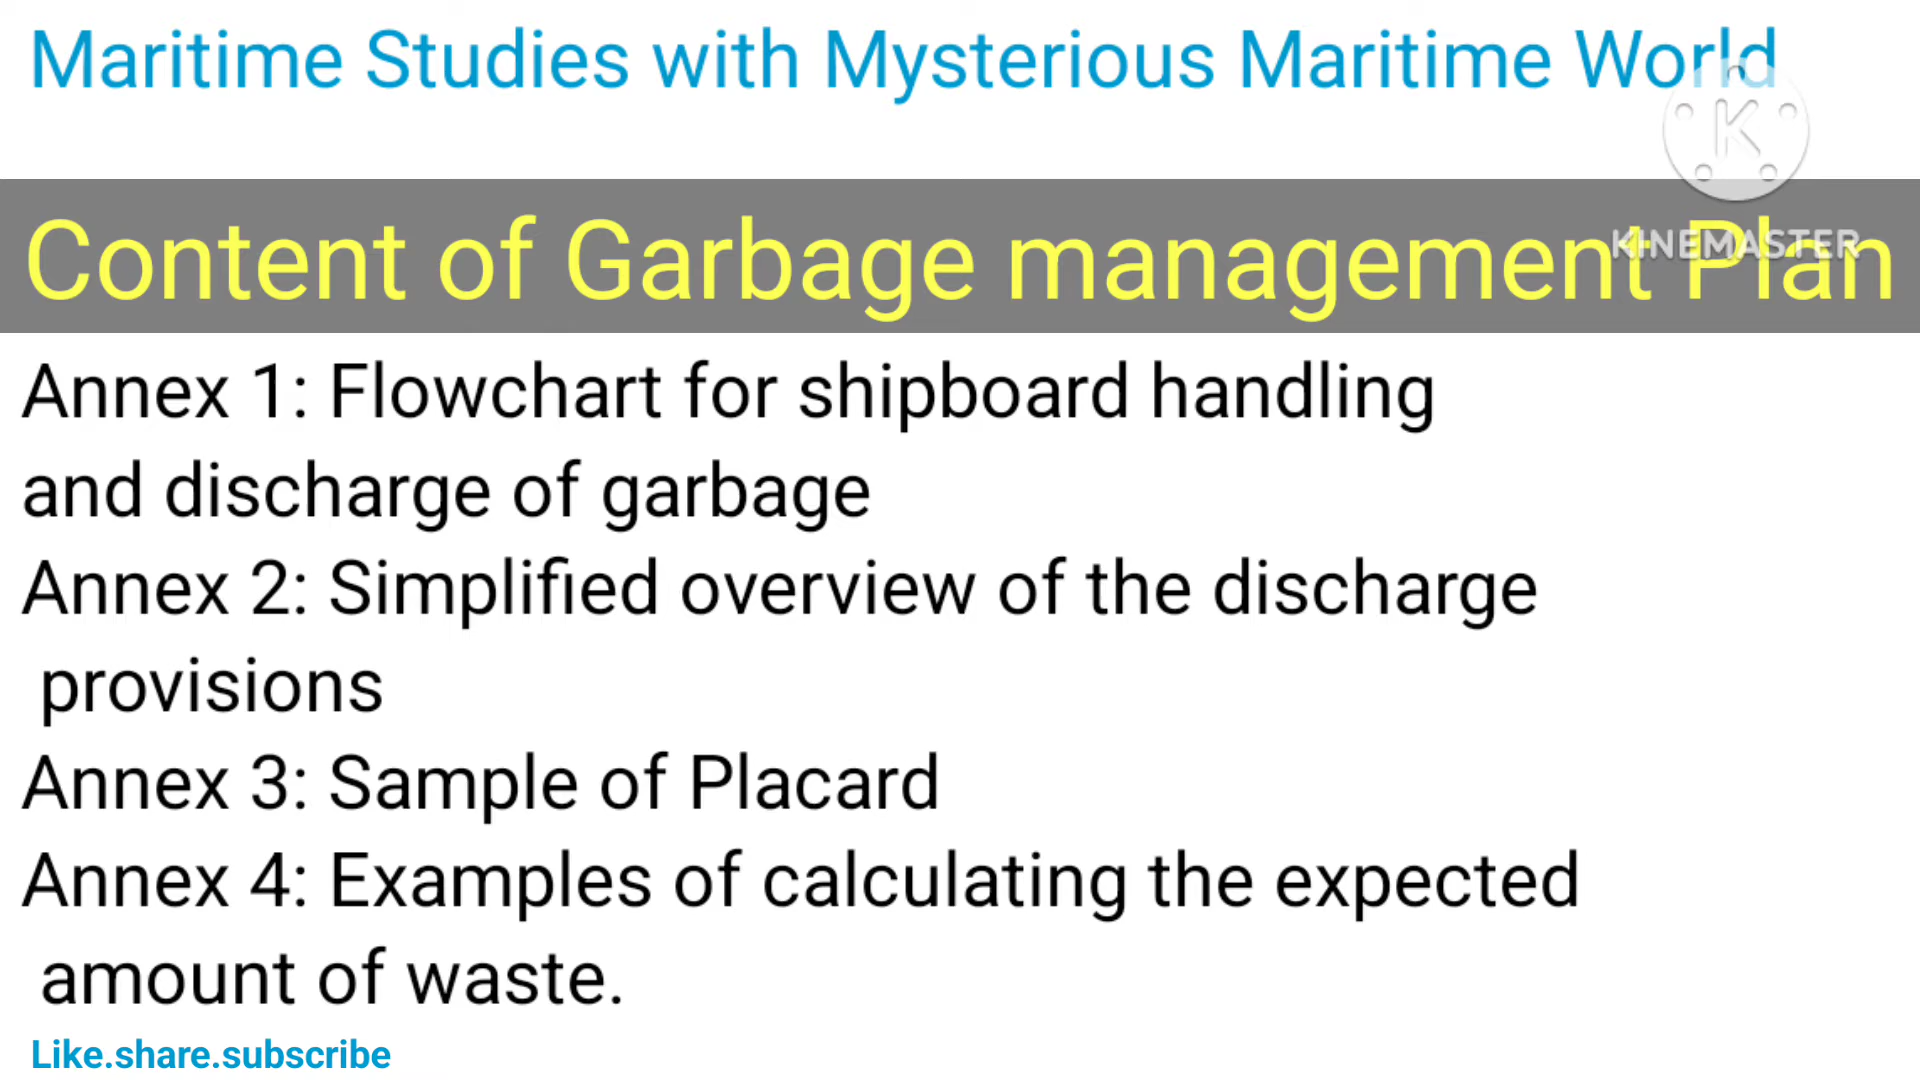 Maritime Studies with Mysterious Maritime World
K
KINEMASTER
Content of Garbage management Plan
Annex 1: Flowchart for shipboard handling
and discharge of garbage
Annex 2: Simplified overview of the discharge
provisions
Annex 3: Sample of Placard
Annex 4: Examples of calculating the expected
amount of waste.
Like.share.subscribe